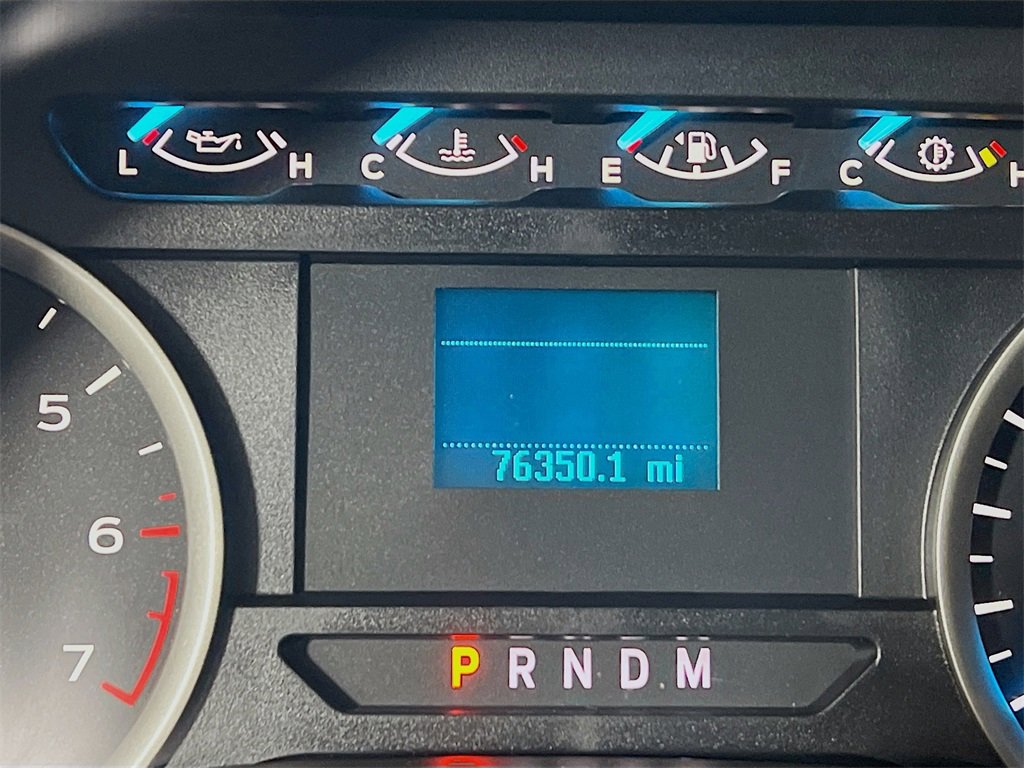 L H C H E F C H
5
76350.1 mi
6
7
P R N D M